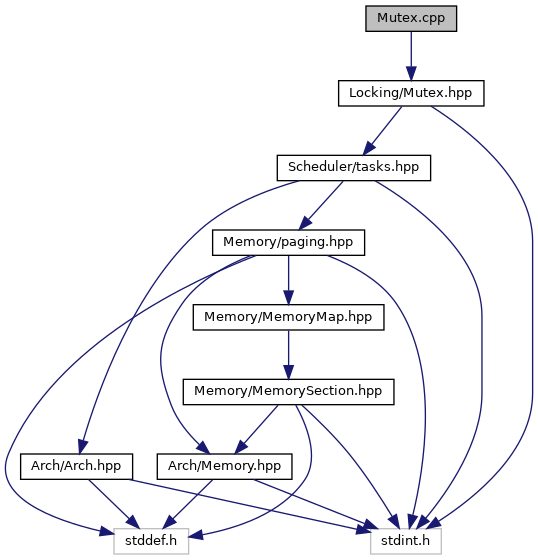 Mutex.cpp
Locking/Mutex.hpp
Scheduler/tasks.hpp
Memory/paging.hpp
Memory/MemoryMap.hpp
Memory/MemorySection.hpp
Arch/Arch.hpp
Arch/Memory.hpp
stddef.h
stdint.h